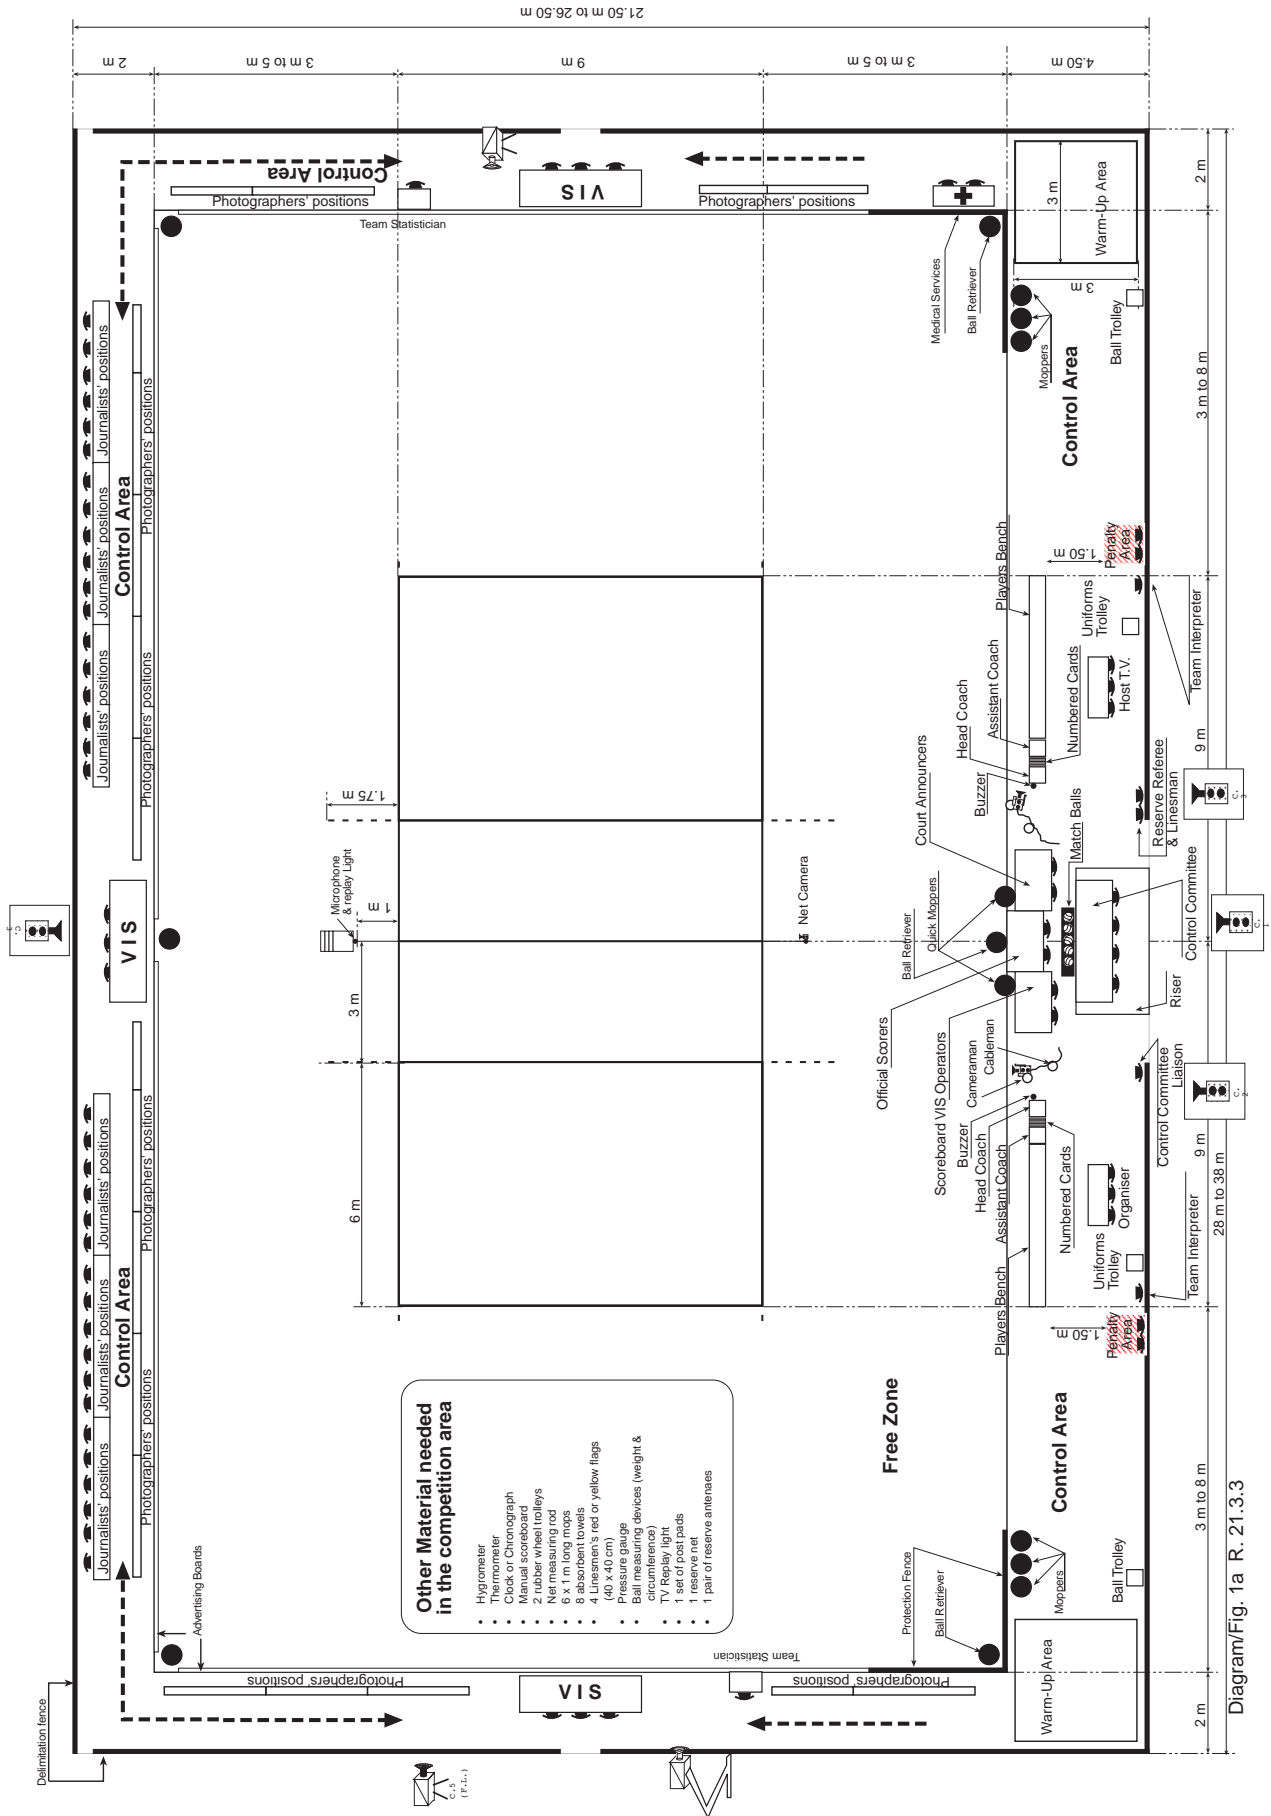 Delimitation fence
C.3
Journalists' positions
Journalists' positions
Journalists' positions
Journalists' positions
Journalists' positions
Journalists' positions
Control Area
VIS
Control Area
Photographers' positions
Photographers' positions
Photographers' positions
Photographers' positions
Photographers' positions
Photographers' positions
Advertising Boards
2 m
Control Area
Photographers' positions
Photographers' positions
Team Statistician
3 m to 5 m
21.50 m to 26.50 m
Microphone
& replay Light
1.75 m
1 m
6 m
3 m
C.5
(F.L.)
Other Material needed
in the competition area
• Hygrometer
• Thermometer
• Clock or Chronograph
• Manual scoreboard
• 2 rubber wheel trolleys
• Net measuring rod
• 6 x 1 m long mops
• 8 absorbent towels
• 4 Linesmen's red or yellow flags
(40 x 40 cm)
• Pressure gauge
• Ball measuring devices (weight &
circumference)
• TV Replay light
• 1 set of post pads
• 1 reserve net
• 1 pair of reserve antenaes
VIS
VIS
9 m
Team Statistician
Photographers' positions
Photographers' positions
Net Camera
3 m to 5 m
Free Zone
Protection Fence
Ball Retriever
Official Scorers
Ball Retriever
Quick Moppers
Court Announcers
Scoreboard VIS Operators
Buzzer
Head Coach
Assistant Coach
Players Bench
Cameraman
Cableman
Buzzer
Head Coach
Assistant Coach
Players Bench
Medical Services
Ball Retriever
Numbered Cards
Numbered Cards
Match Balls
Moppers
Moppers
Control Area
Control Area
1.50 m
1.50 m
3 m
3 m
4.50 m
Warm-Up Area
Warm-Up Area
Ball Trolley
Ball Trolley
Penalty
Area
Penalty
Area
Uniforms
Trolley
Uniforms
Trolley
Organiser
Host T.V.
Control Committee
Liaison
Riser
Control Committee
Reserve Referee
& Linesman
Team Interpreter
Team Interpreter
2 m
3 m to 8 m
9 m
9 m
3 m to 8 m
2 m
28 m to 38 m
C.2
C.1
C.3
Diagram/Fig. 1a R. 21.3.3